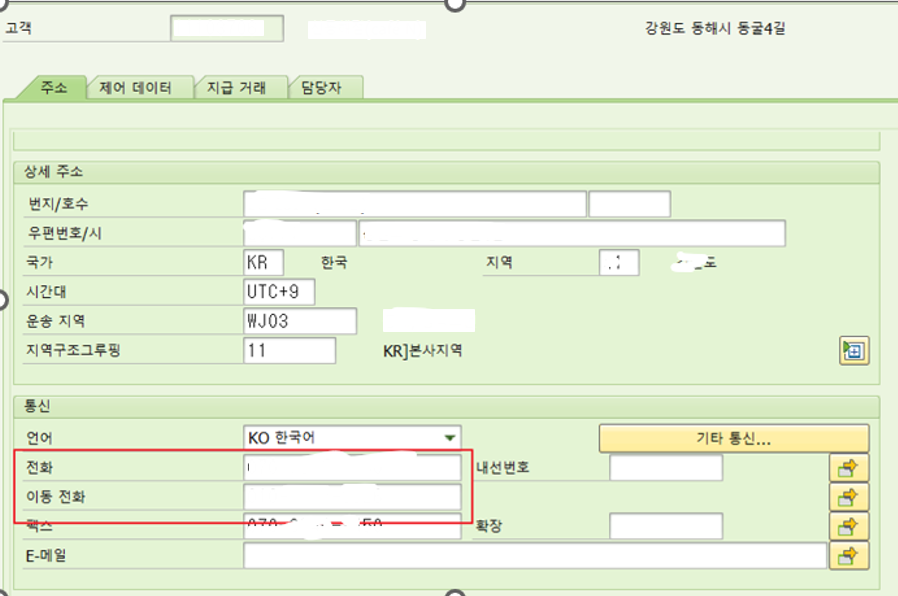 고객 강원도 동해시 동굴4길
주소 제어 데이터 지급 거래 담당자
상세 주소
번지/호수
우편번호/시
국가 KR 한국 지역
시간대 UTC+9
운송 지역 WJ03
지역구조그루핑 11 KR]본사지역
통신
언어 KO 한국어 기타 통신...
전화 내선번호
이동 전화
팩스 확장
E-메일